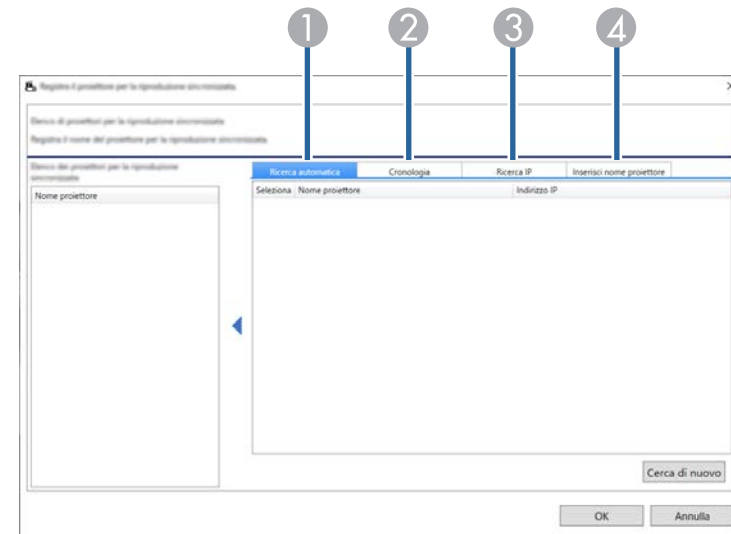 1 2 3 4
Registra il proiettore per la riproduzione sincronizzata.
Elenco di proiettori per la riproduzione sincronizzata.
Registra il nome del proiettore per la riproduzione sincronizzata.
Elenco dei proiettori per la riproduzione
sincronizzata
Ricerca automatica Cronologia Ricerca IP Inserisci nome proiettore
Nome proiettore
Seleziona Nome proiettore Indirizzo IP
Cerca di nuovo
OK Annulla